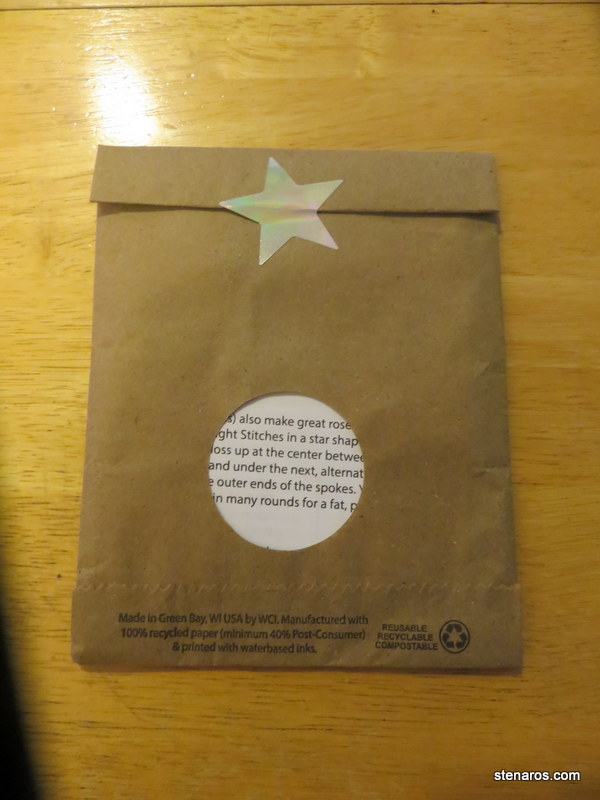 s) also make great rose
ght Stitches in a star shap
loss up at the center betwee
and under the next, alternat
e outer ends of the spokes.
in many rounds for a fat, p
Made in Green Bay, WI USA by WCI. Manufactured with
100% recycled paper (minimum 40% Post-Consumer)
& printed with waterbased inks.
REUSABLE
RECYCLABLE
COMPOSTABLE
stenaros.com